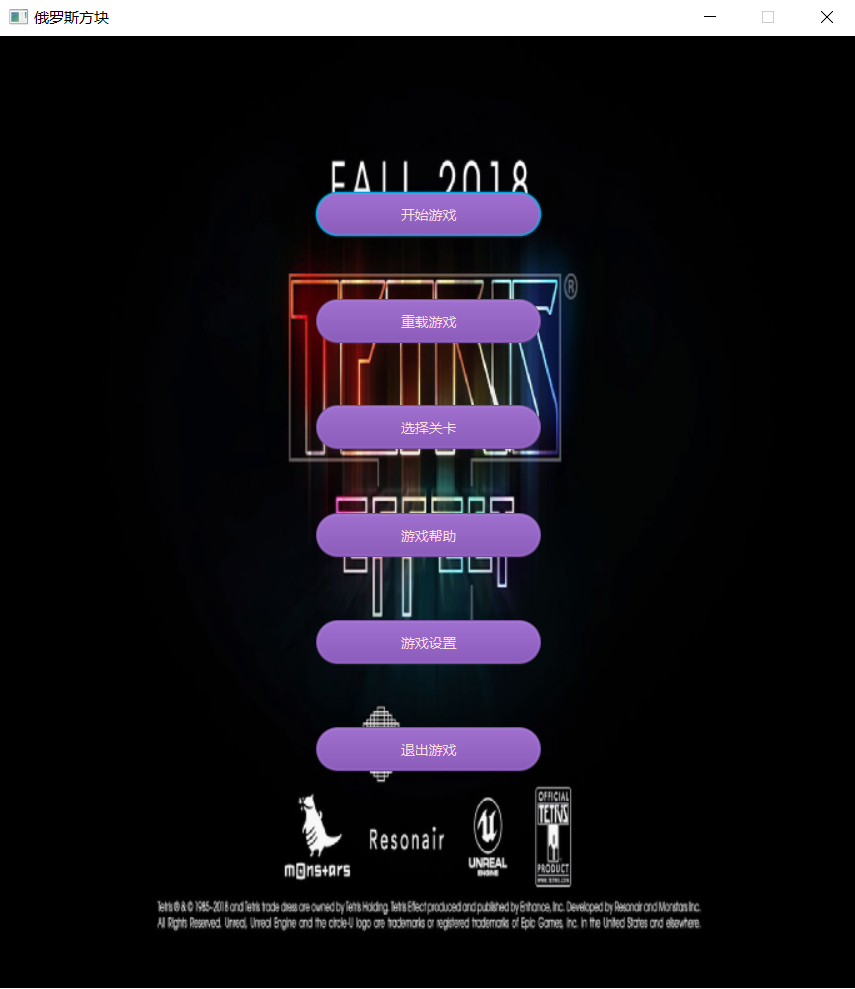 俄罗斯方块
FALL 2018
开始游戏
®
重载游戏
选择关卡
游戏帮助
游戏设置
退出游戏
monstars
Resonair
UNREAL
ENGINE
OFFICIAL
TETRIS
PRODUCT
WWW.TETRIS.COM
Tetris ® & © 1985~2018 and Tetris trade dress are owned by Tetris Holding. Tetris Effect produced and published by Enhance, Inc. Developed by Resonair and Monstars Inc.
All Rights Reserved. Unreal, Unreal Engine and the circle-U logo are trademarks or registered trademarks of Epic Games, Inc. in the United States and elsewhere.